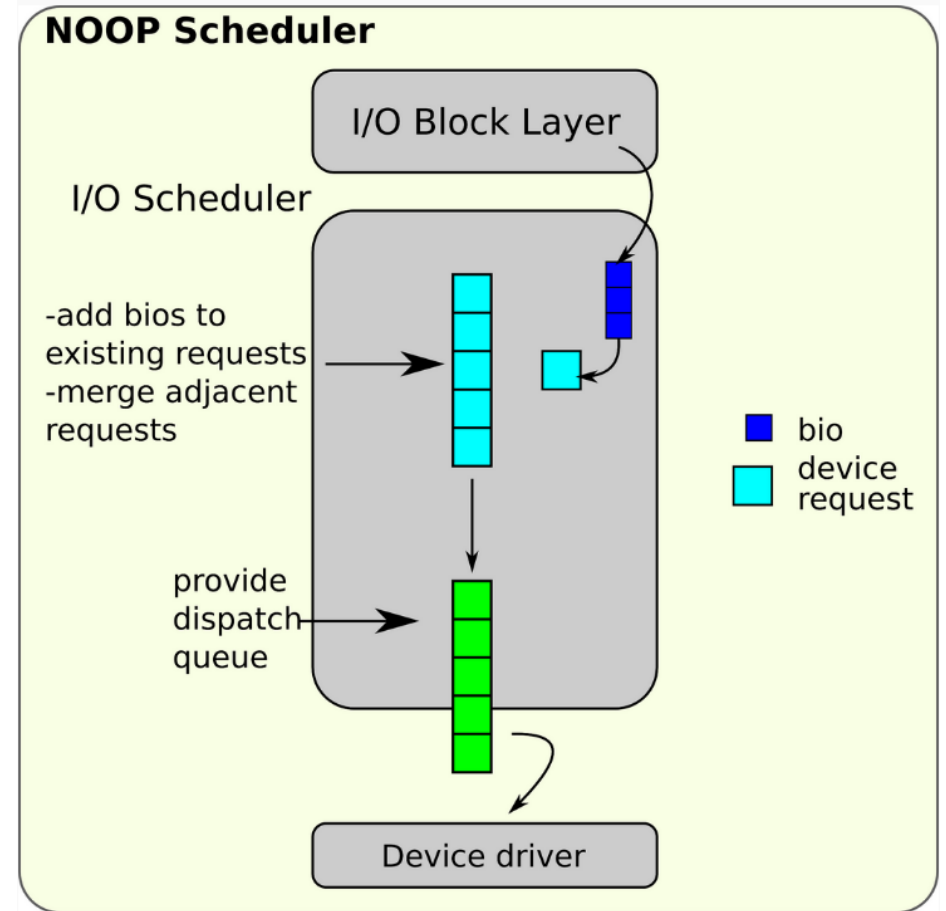 NOOP Scheduler
I/O Block Layer
I/O Scheduler
-add bios to
existing requests
-merge adjacent
requests
bio
device
request
provide
dispatch
queue
Device driver